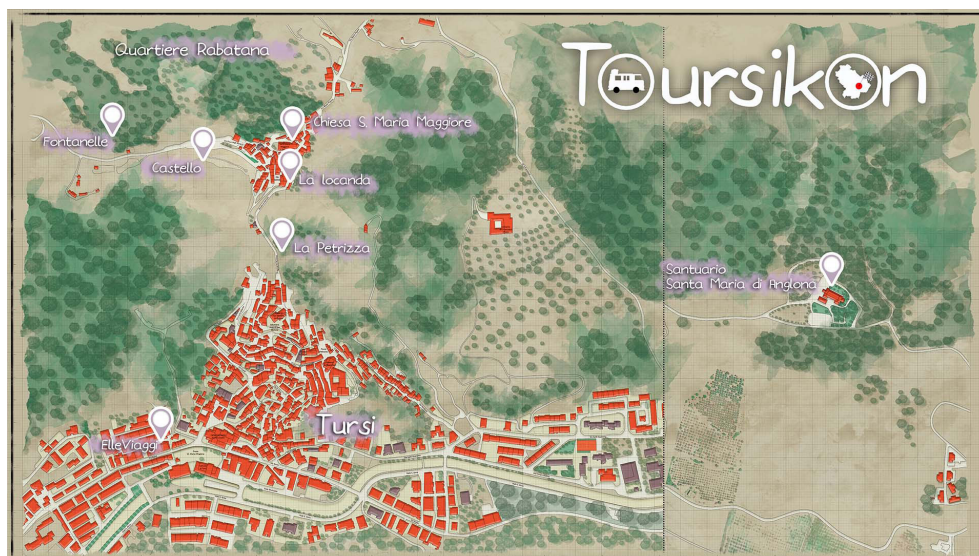 Toursikon
Quartiere Rabatana
Fontanelle
Chiesa S. Maria Maggiore
Castello
La locanda
La Petrizza
Santuario
Santa Maria di Anglona
Tursi
ElleViaggi